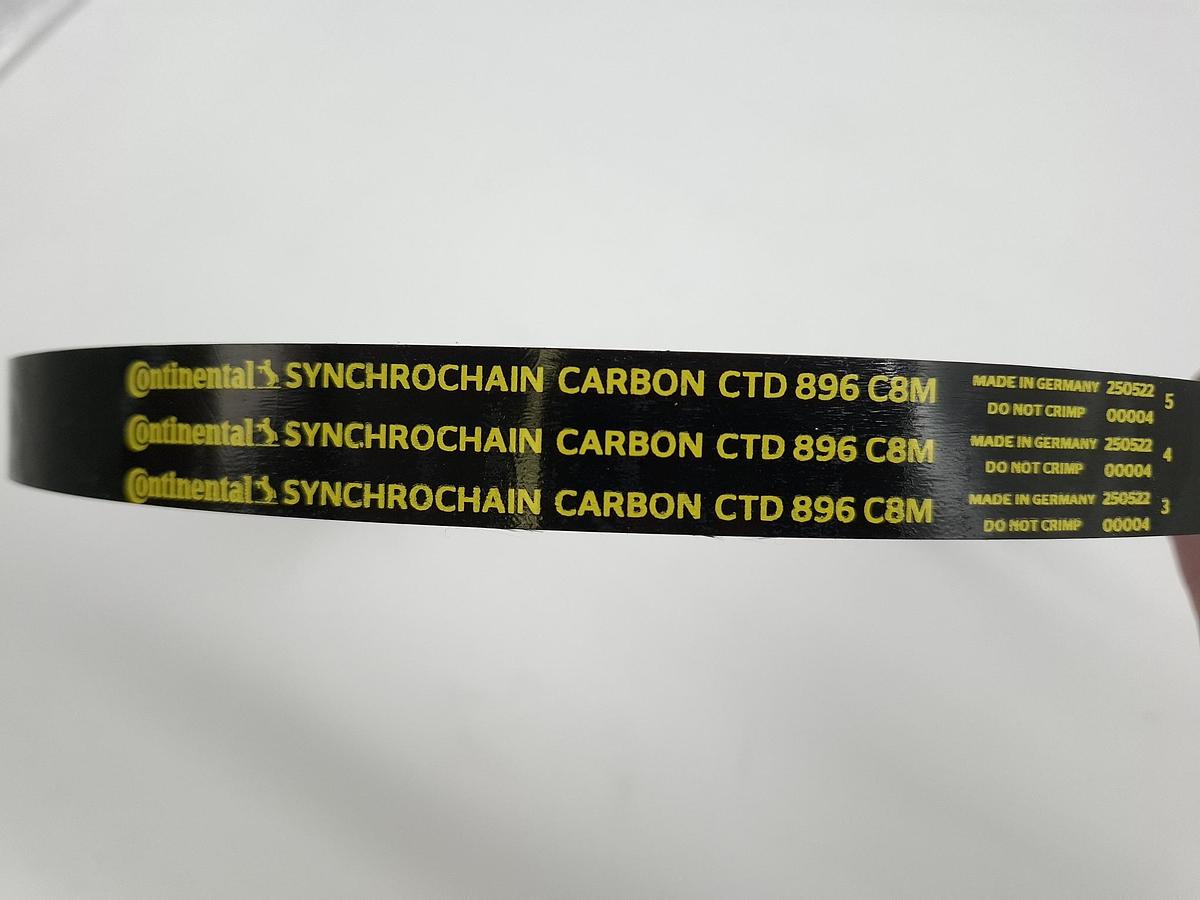 Continental SYNCHROCHAIN CARBON CTD 896 C8M MADE IN GERMANY 250522 5
DO NOT CRIMP 00004
Continental SYNCHROCHAIN CARBON CTD 896 C8M MADE IN GERMANY 250522 4
DO NOT CRIMP 00004
Continental SYNCHROCHAIN CARBON CTD 896 C8M MADE IN GERMANY 250522 3
DO NOT CRIMP 00004